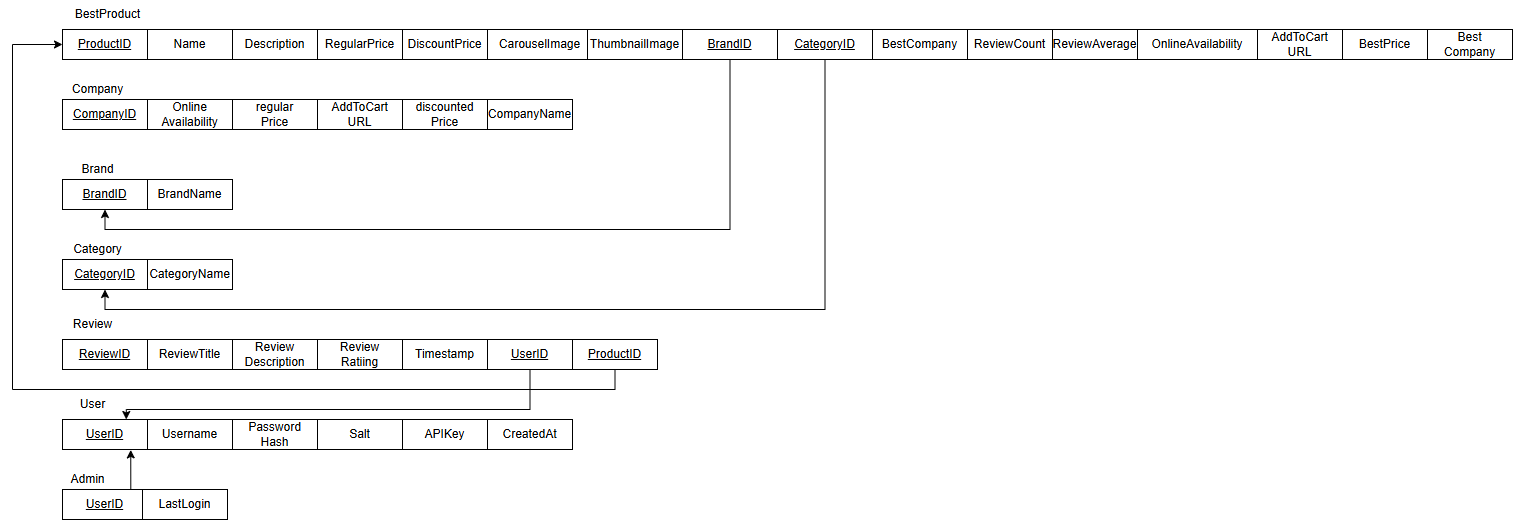 BestProduct
ProductID Name Description RegularPrice DiscountPrice CarouselImage ThumbnailImage BrandID CategoryID BestCompany ReviewCount ReviewAverage OnlineAvailability AddToCart URL BestPrice Best Company
Company
CompanyID Online Availability regular Price AddToCart URL discounted Price CompanyName
Brand
BrandID BrandName
Category
CategoryID CategoryName
Review
ReviewID ReviewTitle Review Description Review Ratiing Timestamp UserID ProductID
User
UserID Username Password Hash Salt APIKey CreatedAt
Admin
UserID LastLogin